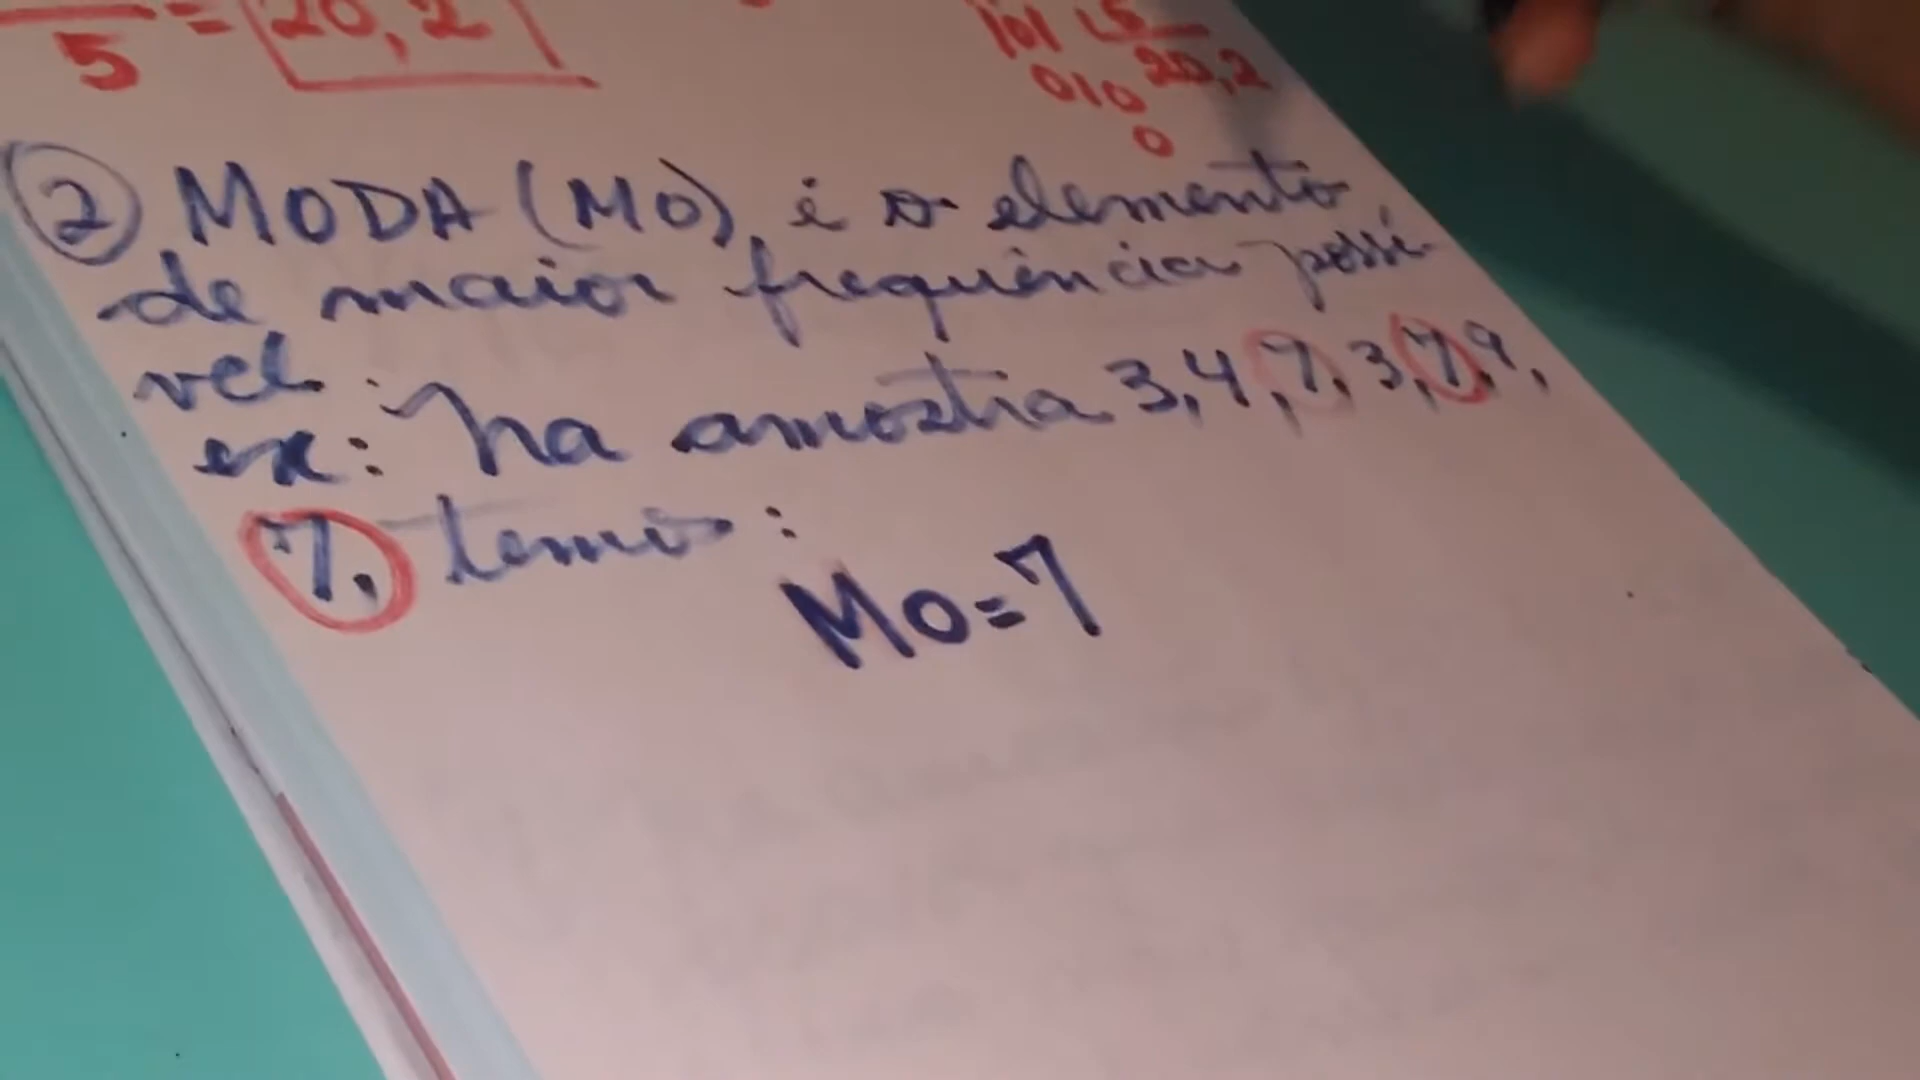 5 = 20,2
101 5
010 20,2
0
2 MODA (MO), é o elemento
de maior frequência possí-
vel.
ex: na amostra 3,4,7,3,7,9,
7, temos:
Mo=7